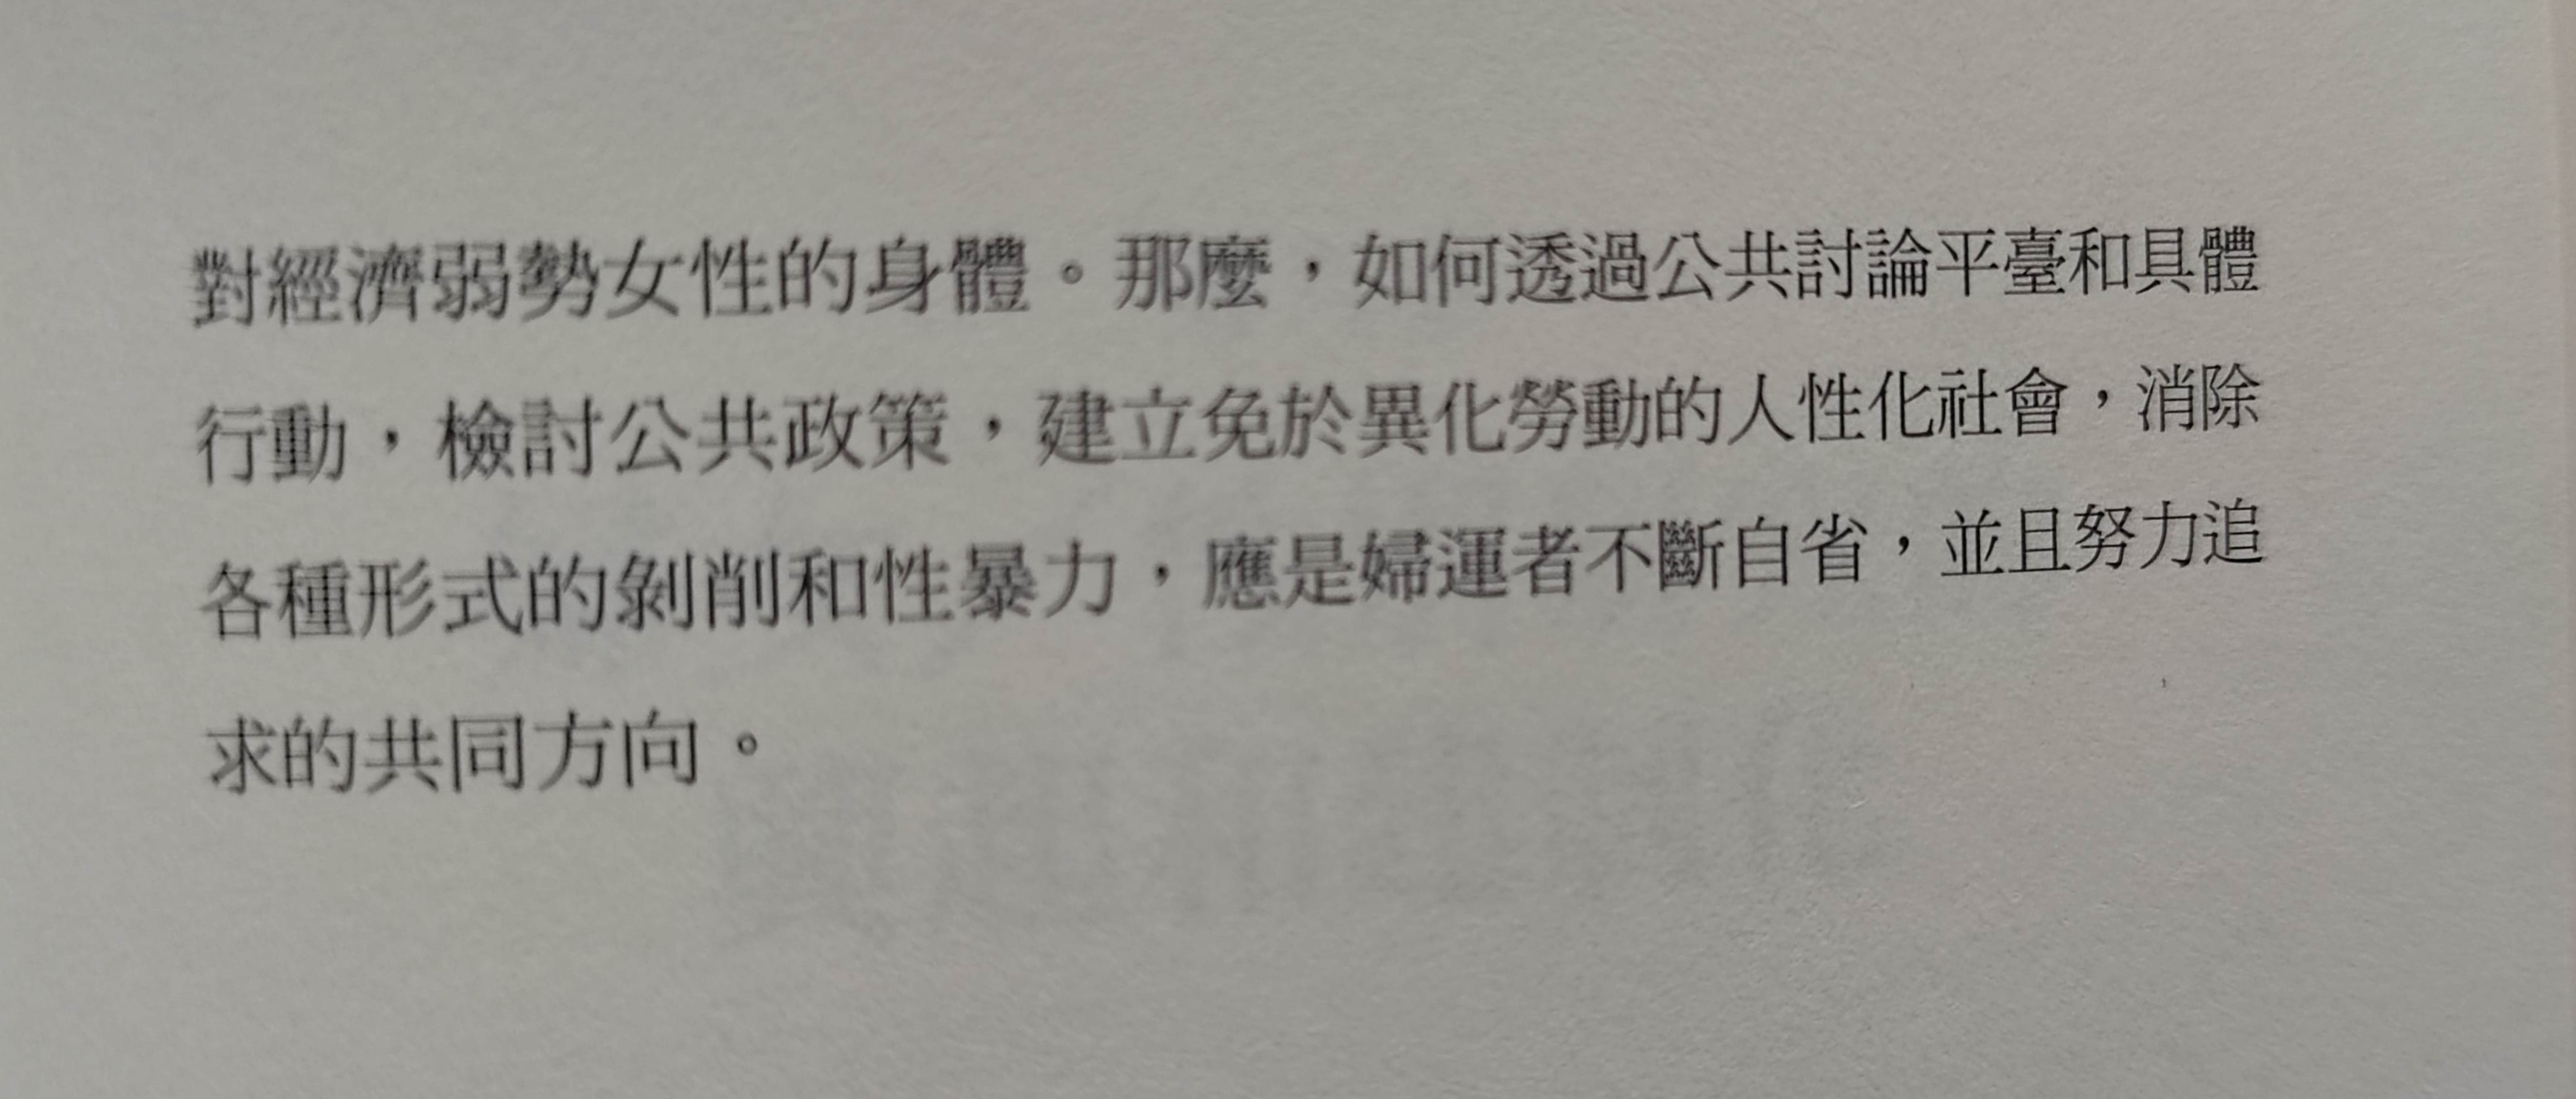 對經濟弱勢女性的身體。那麼，如何透過公共討論平臺和具體
行動，檢討公共政策，建立免於異化勞動的人性化社會，消除
各種形式的剝削和性暴力，應是婦運者不斷自省，並且努力追
求的共同方向。